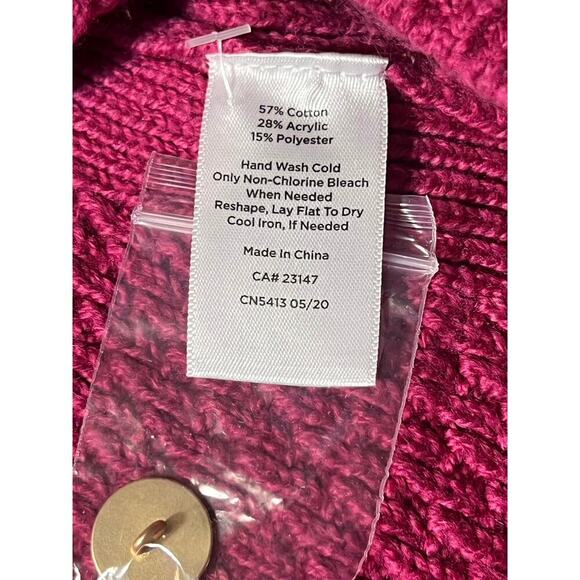 57% Cotton
28% Acrylic
15% Polyester
Hand Wash Cold
Only Non-Chlorine Bleach
When Needed
Reshape, Lay Flat To Dry
Cool Iron, If Needed
Made In China
CA# 23147
CN5413 05/20